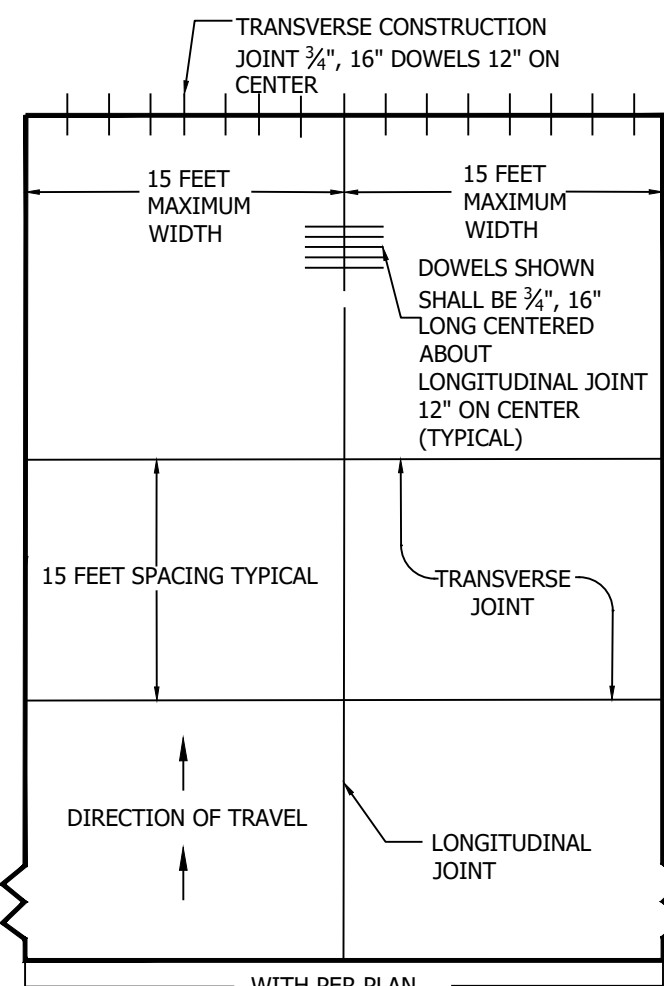 TRANSVERSE CONSTRUCTION
JOINT ¾", 16" DOWELS 12" ON
CENTER
15 FEET
MAXIMUM
WIDTH
15 FEET
MAXIMUM
WIDTH
DOWELS SHOWN
SHALL BE ¾", 16"
LONG CENTERED
ABOUT
LONGITUDINAL JOINT
12" ON CENTER
(TYPICAL)
15 FEET SPACING TYPICAL
TRANSVERSE
JOINT
DIRECTION OF TRAVEL
LONGITUDINAL
JOINT
WITH PER PLAN